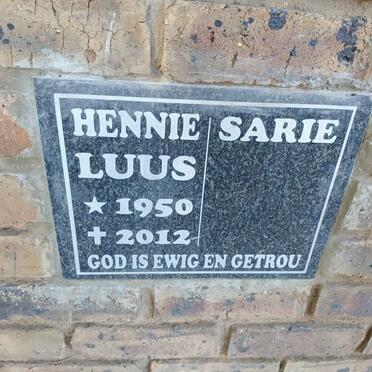 HENNIE SARIE
LUUS
★ 1950
✝ 2012
GOD IS EWIG EN GETROU